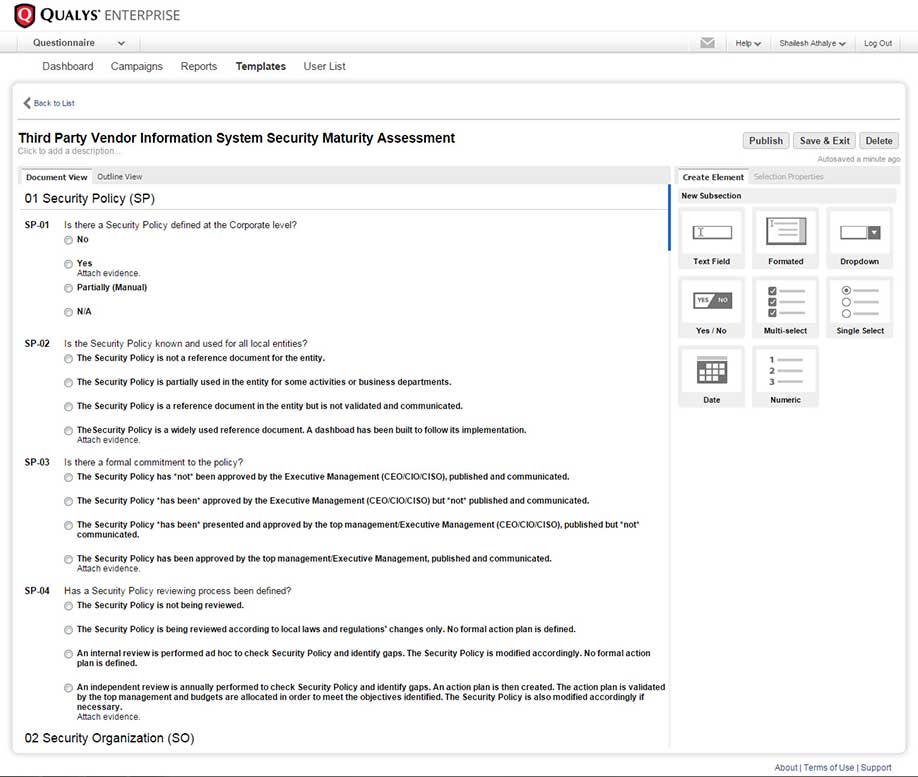 QUALYS® ENTERPRISE
Questionnaire
Help Shailesh Athalye Log Out
Dashboard Campaigns Reports Templates User List
Back to List
Third Party Vendor Information System Security Maturity Assessment
Click to add a description...
Publish Save & Exit Delete
Autosaved a minute ago
Document View Outline View
01 Security Policy (SP)
SP-01 Is there a Security Policy defined at the Corporate level?
No
Yes
Attach evidence.
Partially (Manual)
N/A
SP-02 Is the Security Policy known and used for all local entities?
The Security Policy is not a reference document for the entity.
The Security Policy is partially used in the entity for some activities or business departments.
The Security Policy is a reference document in the entity but is not validated and communicated.
TheSecurity Policy is a widely used reference document. A dashboad has been built to follow its implementation.
Attach evidence.
SP-03 Is there a formal commitment to the policy?
The Security Policy has *not* been approved by the Executive Management (CEO/CIO/CISO), published and communicated.
The Security Policy *has been* approved by the Executive Management (CEO/CIO/CISO) but *not* published and communicated.
The Security Policy *has been* presented and approved by the top management/Executive Management (CEO/CIO/CISO), published but *not*
communicated.
The Security Policy has been approved by the top management/Executive Management, published and communicated.
Attach evidence.
SP-04 Has a Security Policy reviewing process been defined?
The Security Policy is not being reviewed.
The Security Policy is being reviewed according to local laws and regulations' changes only. No formal action plan is defined.
An internal review is performed ad hoc to check Security Policy and identify gaps. The Security Policy is modified accordingly. No formal action
plan is defined.
An independent review is annually performed to check Security Policy and identify gaps. An action plan is then created. The action plan is validated
by the top management and budgets are allocated in order to meet the objectives identified. The Security Policy is also modified accordingly if
necessary.
Attach evidence.
02 Security Organization (SO)
Create Element Selection Properties
New Subsection
Text Field Formated Dropdown
YES NO
Yes / No Multi-select Single Select
1
2
3
Date Numeric
About | Terms of Use | Support